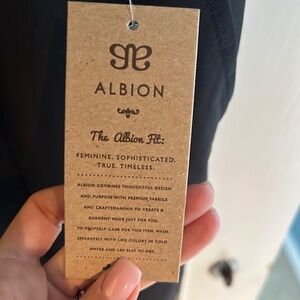 ALBION
The Albion Fit:
FEMININE. SOPHISTICATED.
TRUE. TIMELESS.
ALBION COMBINES THOUGHTFUL DESIGN
AND PURPOSE WITH PREMIUM FABRICS
AND CRAFTSMANSHIP TO CREATE A
GARMENT MADE JUST FOR YOU.
TO PROPERLY CARE FOR THIS ITEM, WASH
SEPARATELY WITH LIKE COLORS IN COLD
WATER AND LAY FLAT TO DRY.